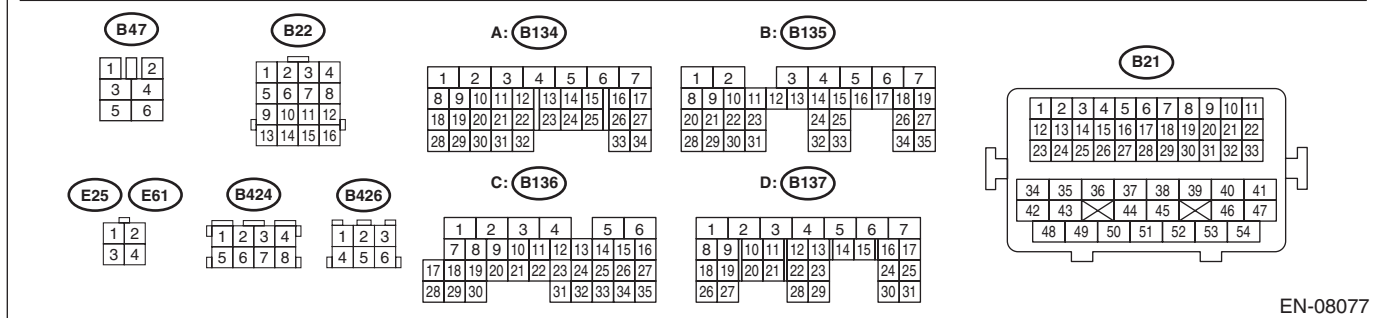 B47
1 2
3 4
5 6
B22
1 2 3 4
5 6 7 8
9 10 11 12
13 14 15 16
A: B134
1 2 3 4 5 6 7
8 9 10 11 12 13 14 15 16 17
18 19 20 21 22 23 24 25 26 27
28 29 30 31 32 33 34
B: B135
1 2 3 4 5 6 7
8 9 10 11 12 13 14 15 16 17 18 19
20 21 22 23 24 25 26 27
28 29 30 31 32 33 34 35
B21
1 2 3 4 5 6 7 8 9 10 11
12 13 14 15 16 17 18 19 20 21 22
23 24 25 26 27 28 29 30 31 32 33
34 35 36 37 38 39 40 41
42 43 44 45 46 47
48 49 50 51 52 53 54
E25 E61
1 2
3 4
B424
1 2 3 4
5 6 7 8
B426
1 2 3
4 5 6
C: B136
1 2 3 4 5 6
7 8 9 10 11 12 13 14 15 16
17 18 19 20 21 22 23 24 25 26 27
28 29 30 31 32 33 34 35
D: B137
1 2 3 4 5 6 7
8 9 10 11 12 13 14 15 16 17
18 19 20 21 22 23 24 25
26 27 28 29 30 31
EN-08077